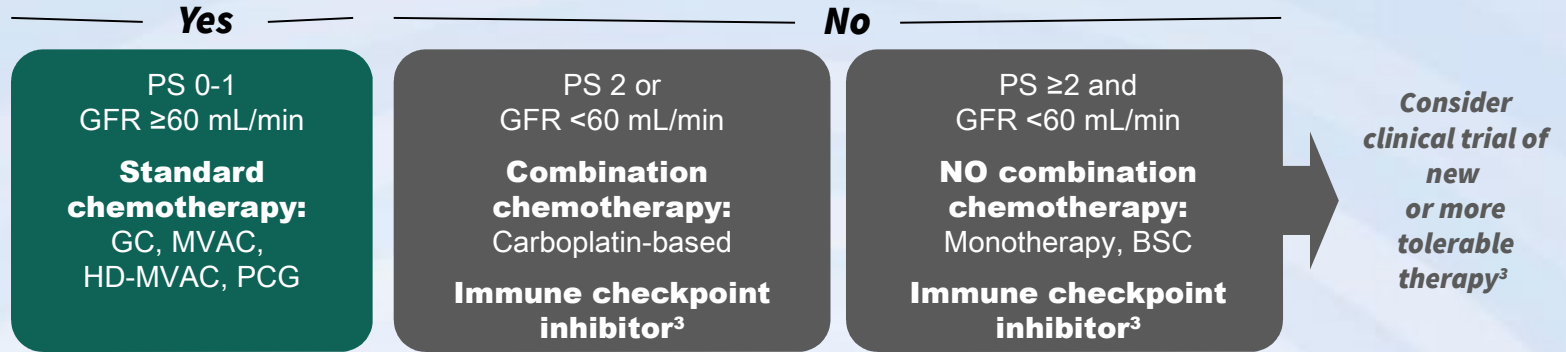 Yes
No
PS 0-1
GFR ≥60 mL/min
Standard
chemotherapy:
GC, MVAC,
HD-MVAC, PCG
PS 2 or
GFR <60 mL/min
Combination
chemotherapy:
Carboplatin-based
Immune checkpoint
inhibitor³
PS ≥2 and
GFR <60 mL/min
NO combination
chemotherapy:
Monotherapy, BSC
Immune checkpoint
inhibitor³
Consider
clinical trial of
new
or more
tolerable
therapy³